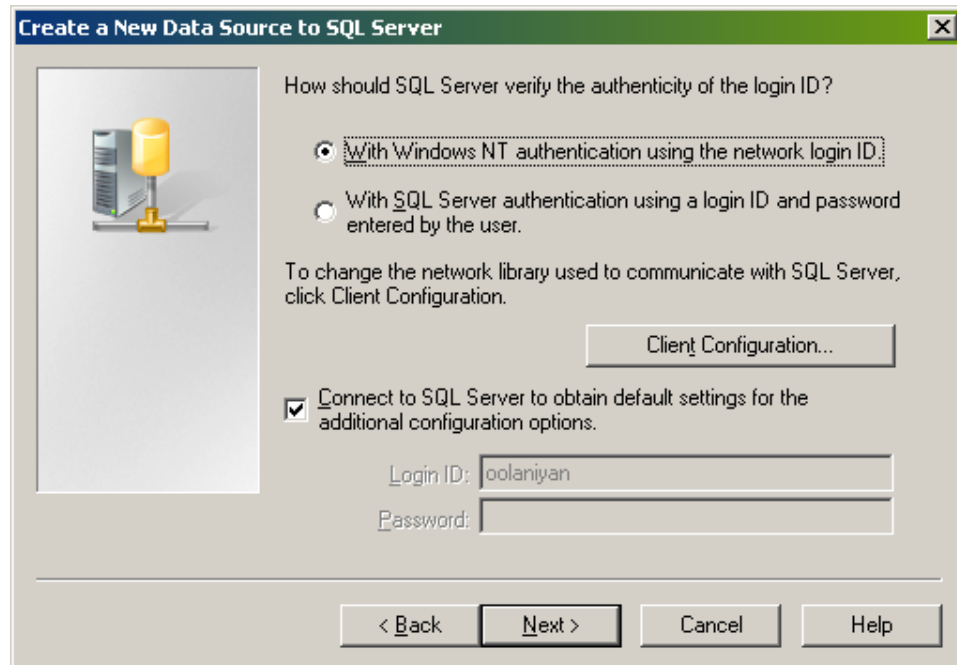 Create a New Data Source to SQL Server
How should SQL Server verify the authenticity of the login ID?
With Windows NT authentication using the network login ID.
With SQL Server authentication using a login ID and password
entered by the user.
To change the network library used to communicate with SQL Server,
click Client Configuration.
Client Configuration...
Connect to SQL Server to obtain default settings for the
additional configuration options.
Login ID: oolaniyan
Password:
< Back Next > Cancel Help